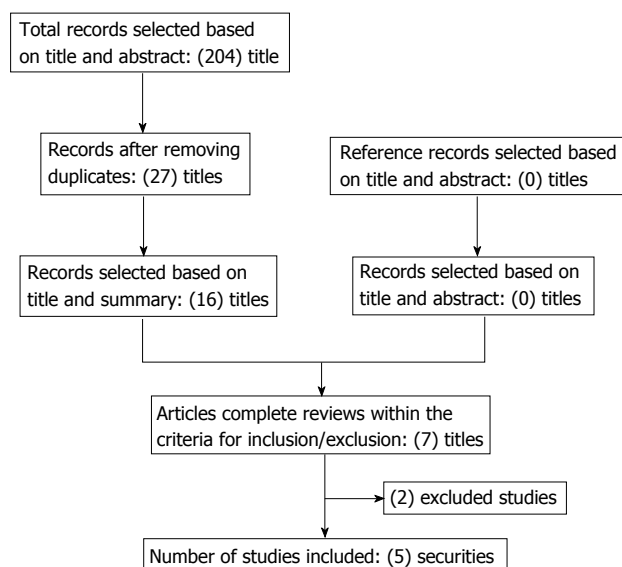 Total records selected based
on title and abstract: (204) title
Records after removing
duplicates: (27) titles
Reference records selected based
on title and abstract: (0) titles
Records selected based on
title and summary: (16) titles
Records selected based on
title and abstract: (0) titles
Articles complete reviews within the
criteria for inclusion/exclusion: (7) titles
(2) excluded studies
Number of studies included: (5) securities